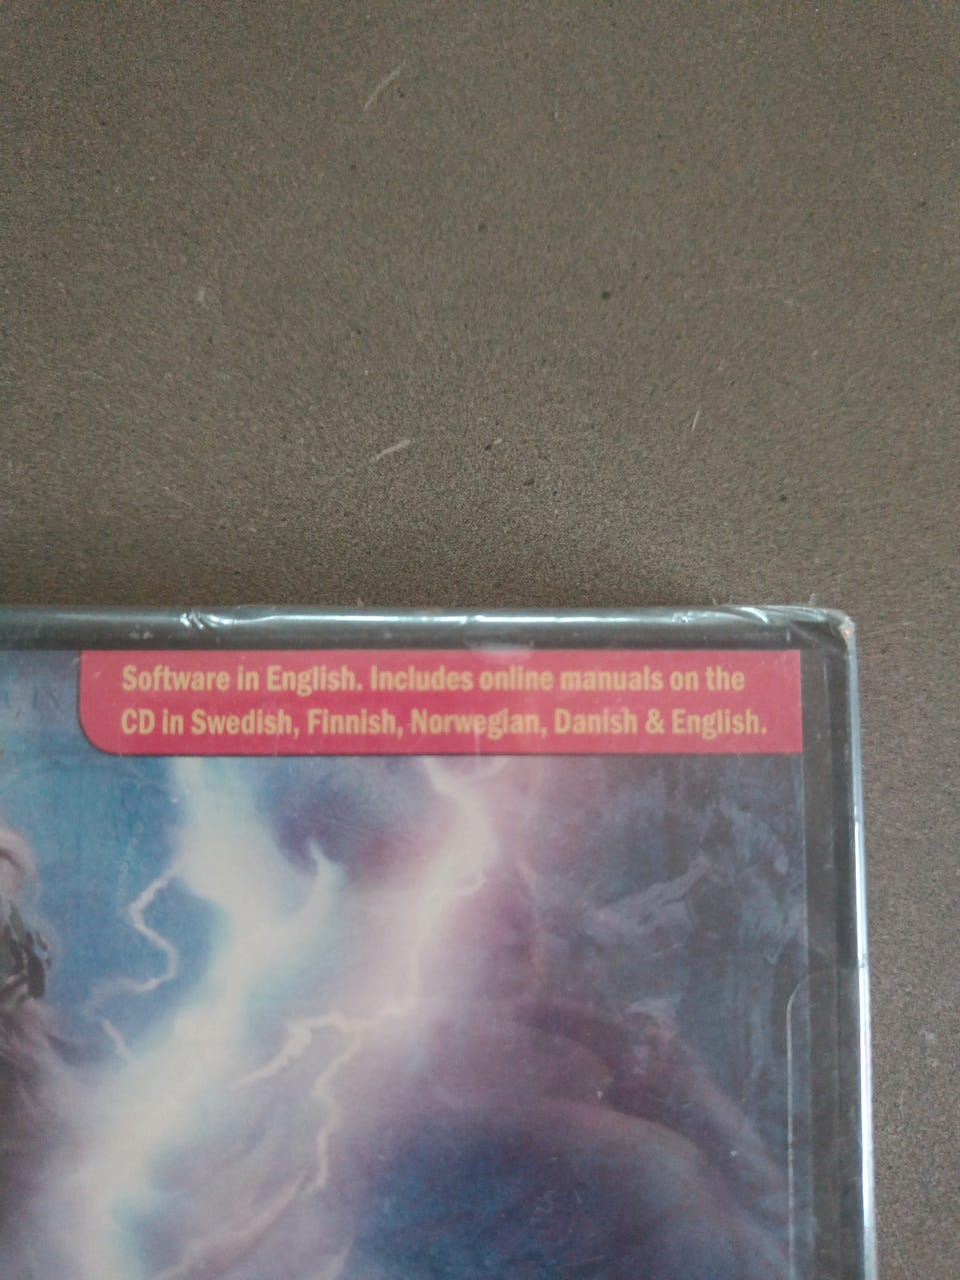 Software in English. Includes online manuals on the
CD in Swedish, Finnish, Norwegian, Danish & English.